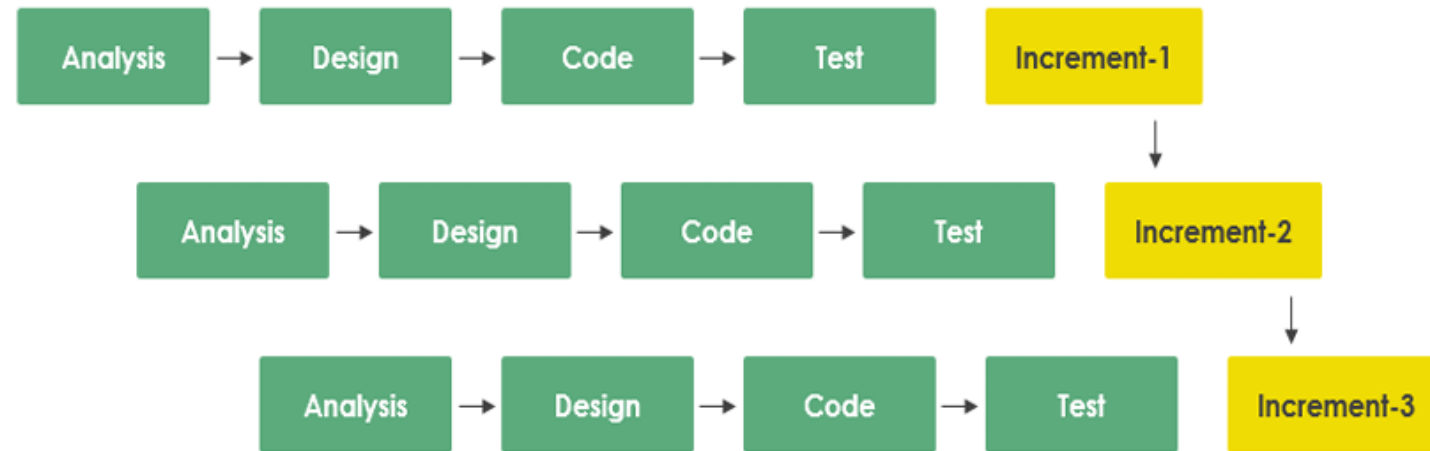 Analysis Design Code Test Increment-1
Analysis Design Code Test Increment-2
Analysis Design Code Test Increment-3